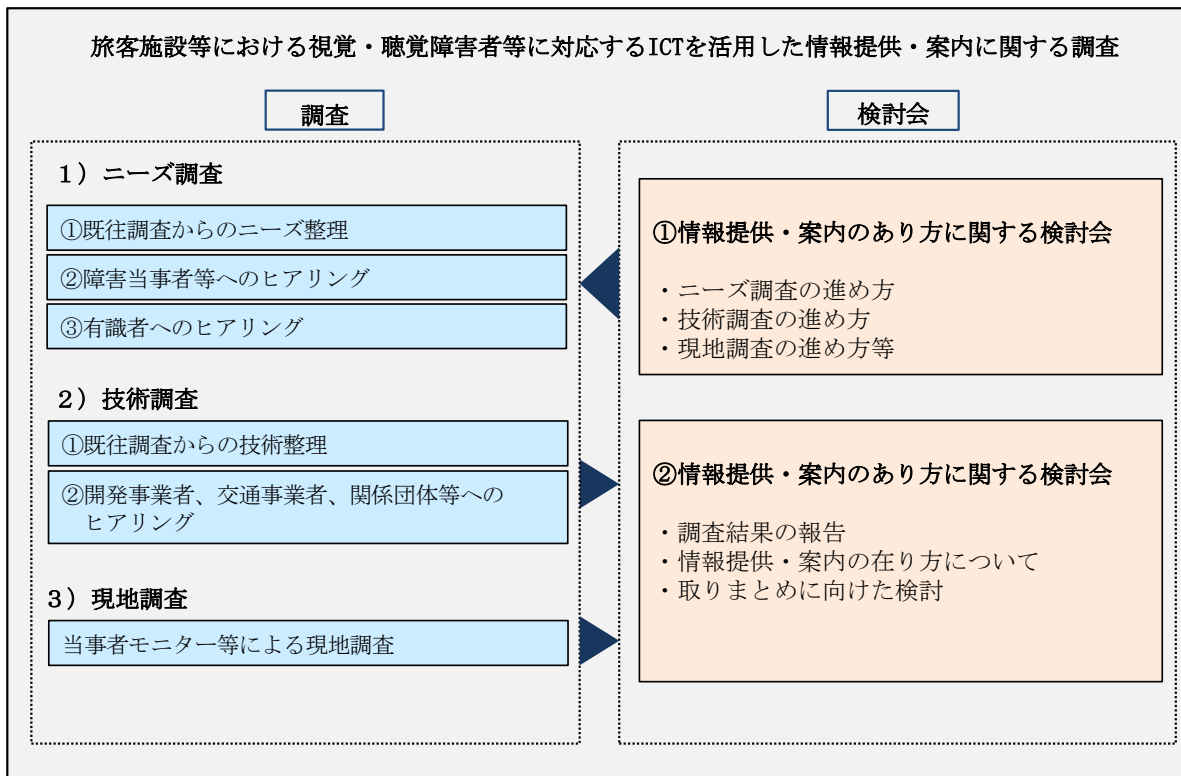 旅客施設等における視覚・聴覚障害者等に対応するICTを活用した情報提供・案内に関する調査
調査
1）ニーズ調査
①既往調査からのニーズ整理
②障害当事者等へのヒアリング
③有識者へのヒアリング
2）技術調査
①既往調査からの技術整理
②開発事業者、交通事業者、関係団体等への
ヒアリング
3）現地調査
当事者モニター等による現地調査
検討会
①情報提供・案内のあり方に関する検討会
・ニーズ調査の進め方
・技術調査の進め方
・現地調査の進め方等
②情報提供・案内のあり方に関する検討会
・調査結果の報告
・情報提供・案内の在り方について
・取りまとめに向けた検討